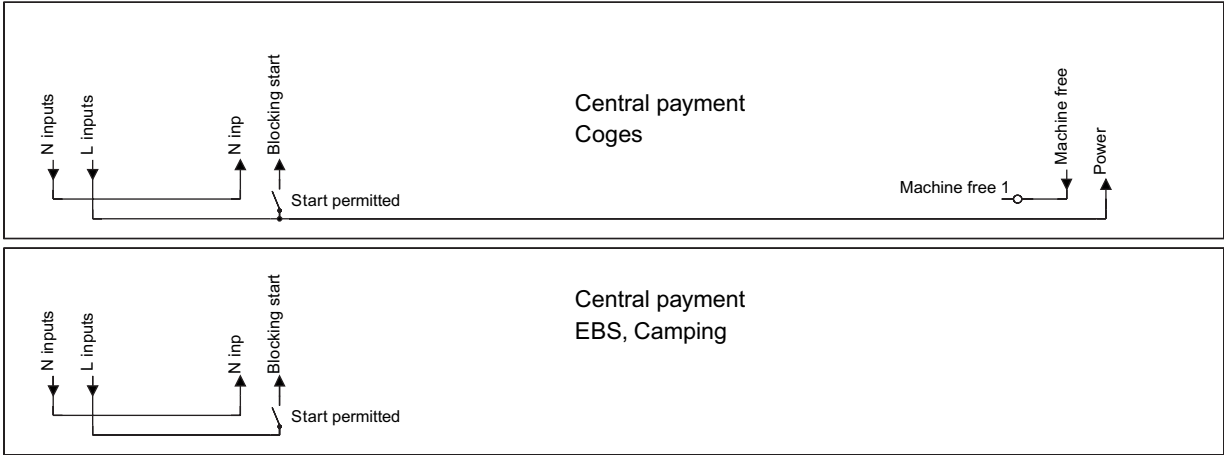 N inputs
L inputs
N inp
Blocking start
Start permitted
Central payment
Coges
Machine free 1
Machine free
Power
N inputs
L inputs
N inp
Blocking start
Start permitted
Central payment
EBS, Camping